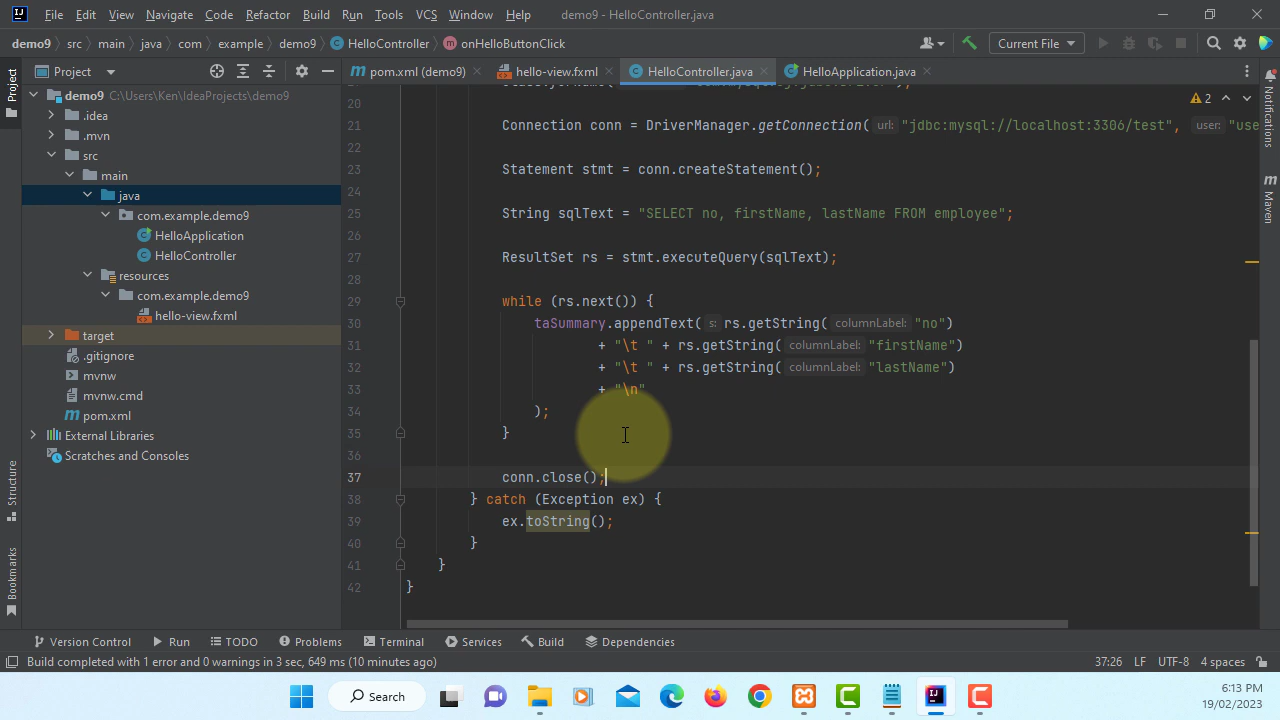 File Edit View Navigate Code Refactor Build Run Tools VCS Window Help demo9 - HelloController.java
demo9 src main java com example demo9 HelloController onHelloButtonClick Current File
Project pom.xml (demo9) hello-view.fxml HelloController.java HelloApplication.java
Project
Structure
Bookmarks
demo9 C:\Users\Ken\IdeaProjects\demo9
.idea
.mvn
src
main
java
com.example.demo9
HelloApplication
HelloController
resources
com.example.demo9
hello-view.fxml
target
.gitignore
mvnw
mvnw.cmd
pom.xml
External Libraries
Scratches and Consoles
20
21 Connection conn = DriverManager.getConnection( url: "jdbc:mysql://localhost:3306/test", user: "use
22
23 Statement stmt = conn.createStatement();
24
25 String sqlText = "SELECT no, firstName, lastName FROM employee";
26
27 ResultSet rs = stmt.executeQuery(sqlText);
28
29 while (rs.next()) {
30 taSummary.appendText( s: rs.getString( columnLabel: "no")
31 + "\t " + rs.getString( columnLabel: "firstName")
32 + "\t " + rs.getString( columnLabel: "lastName")
33 + "\n"
34 );
35 }
36
37 conn.close();
38 } catch (Exception ex) {
39 ex.toString();
40 }
41 }
42 }
2
Notifications
Maven
Version Control Run TODO Problems Terminal Services Build Dependencies
Build completed with 1 error and 0 warnings in 3 sec, 649 ms (10 minutes ago) 37:26 LF UTF-8 4 spaces
Search
6:13 PM
19/02/2023